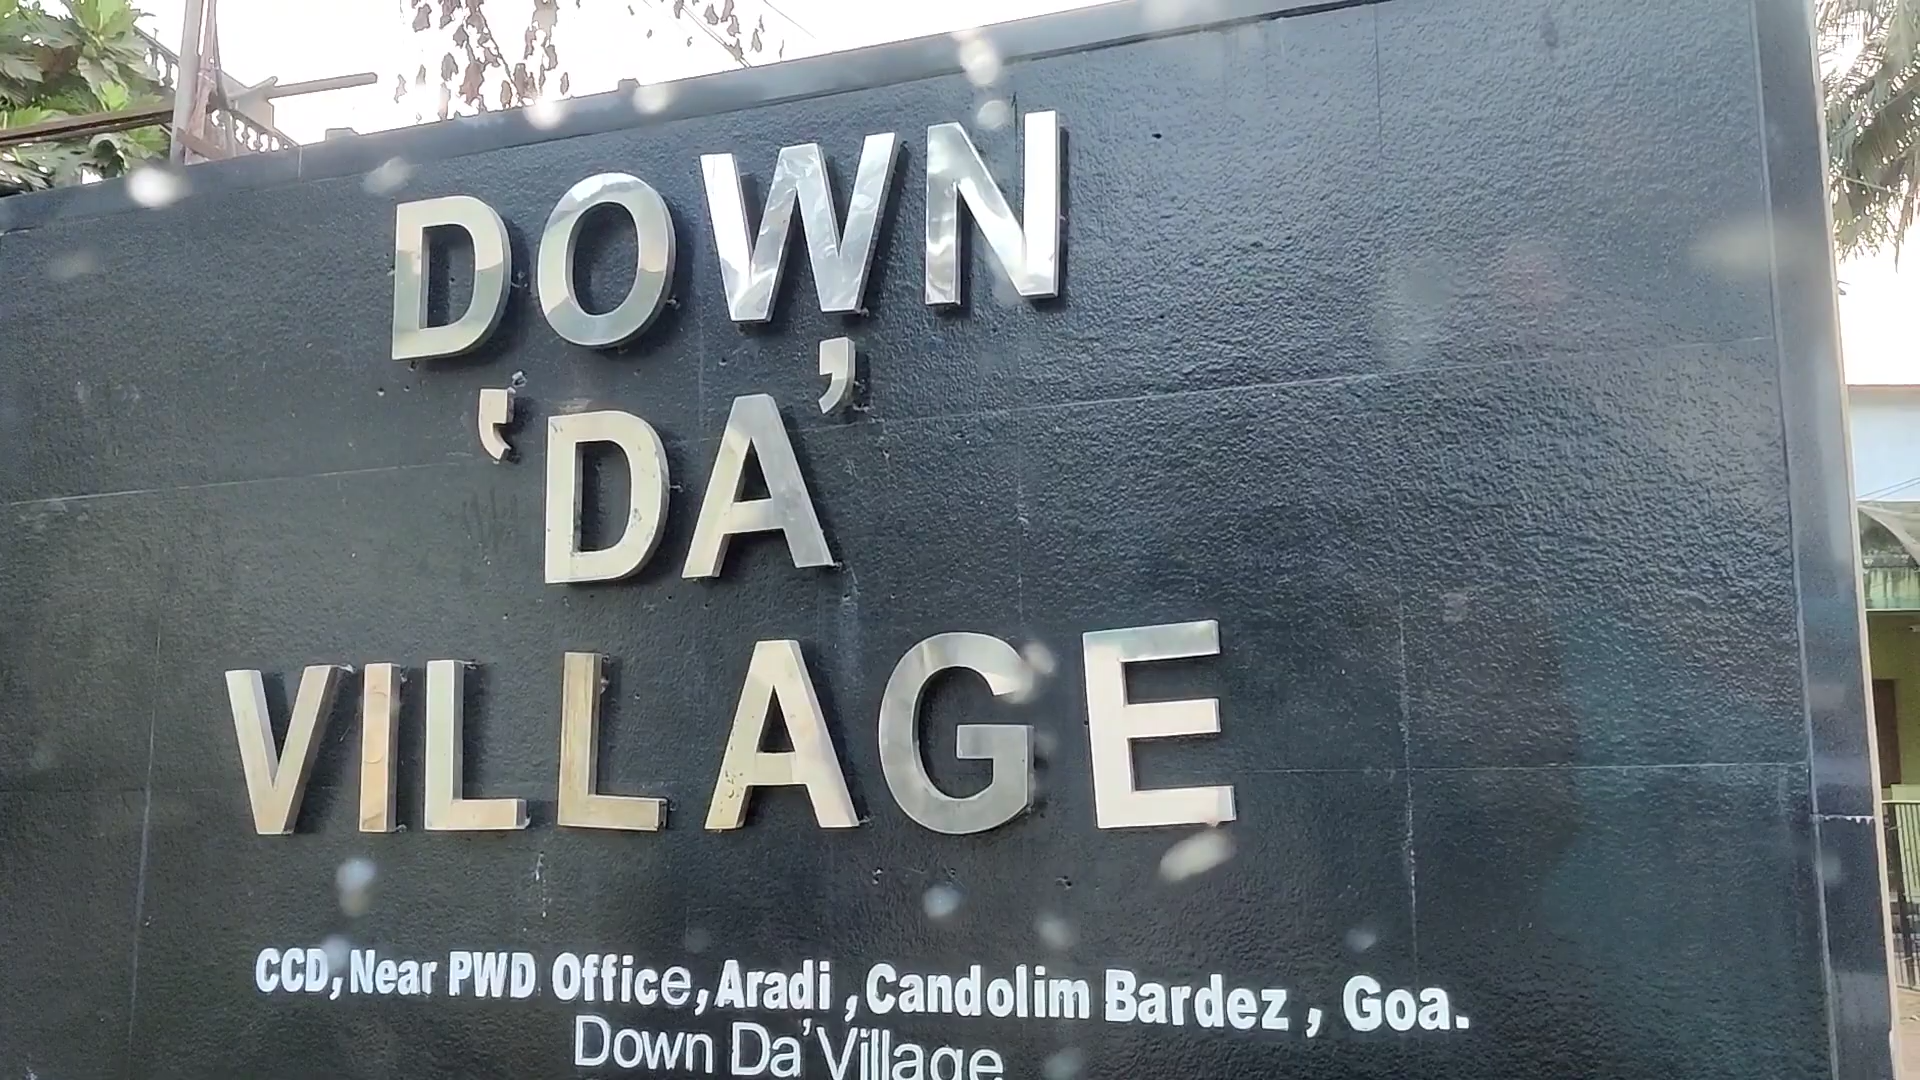 DOWN
‘DA’
VILLAGE
CCD, Near PWD Office, Aradi , Candolim Bardez , Goa.
Down Da’Village